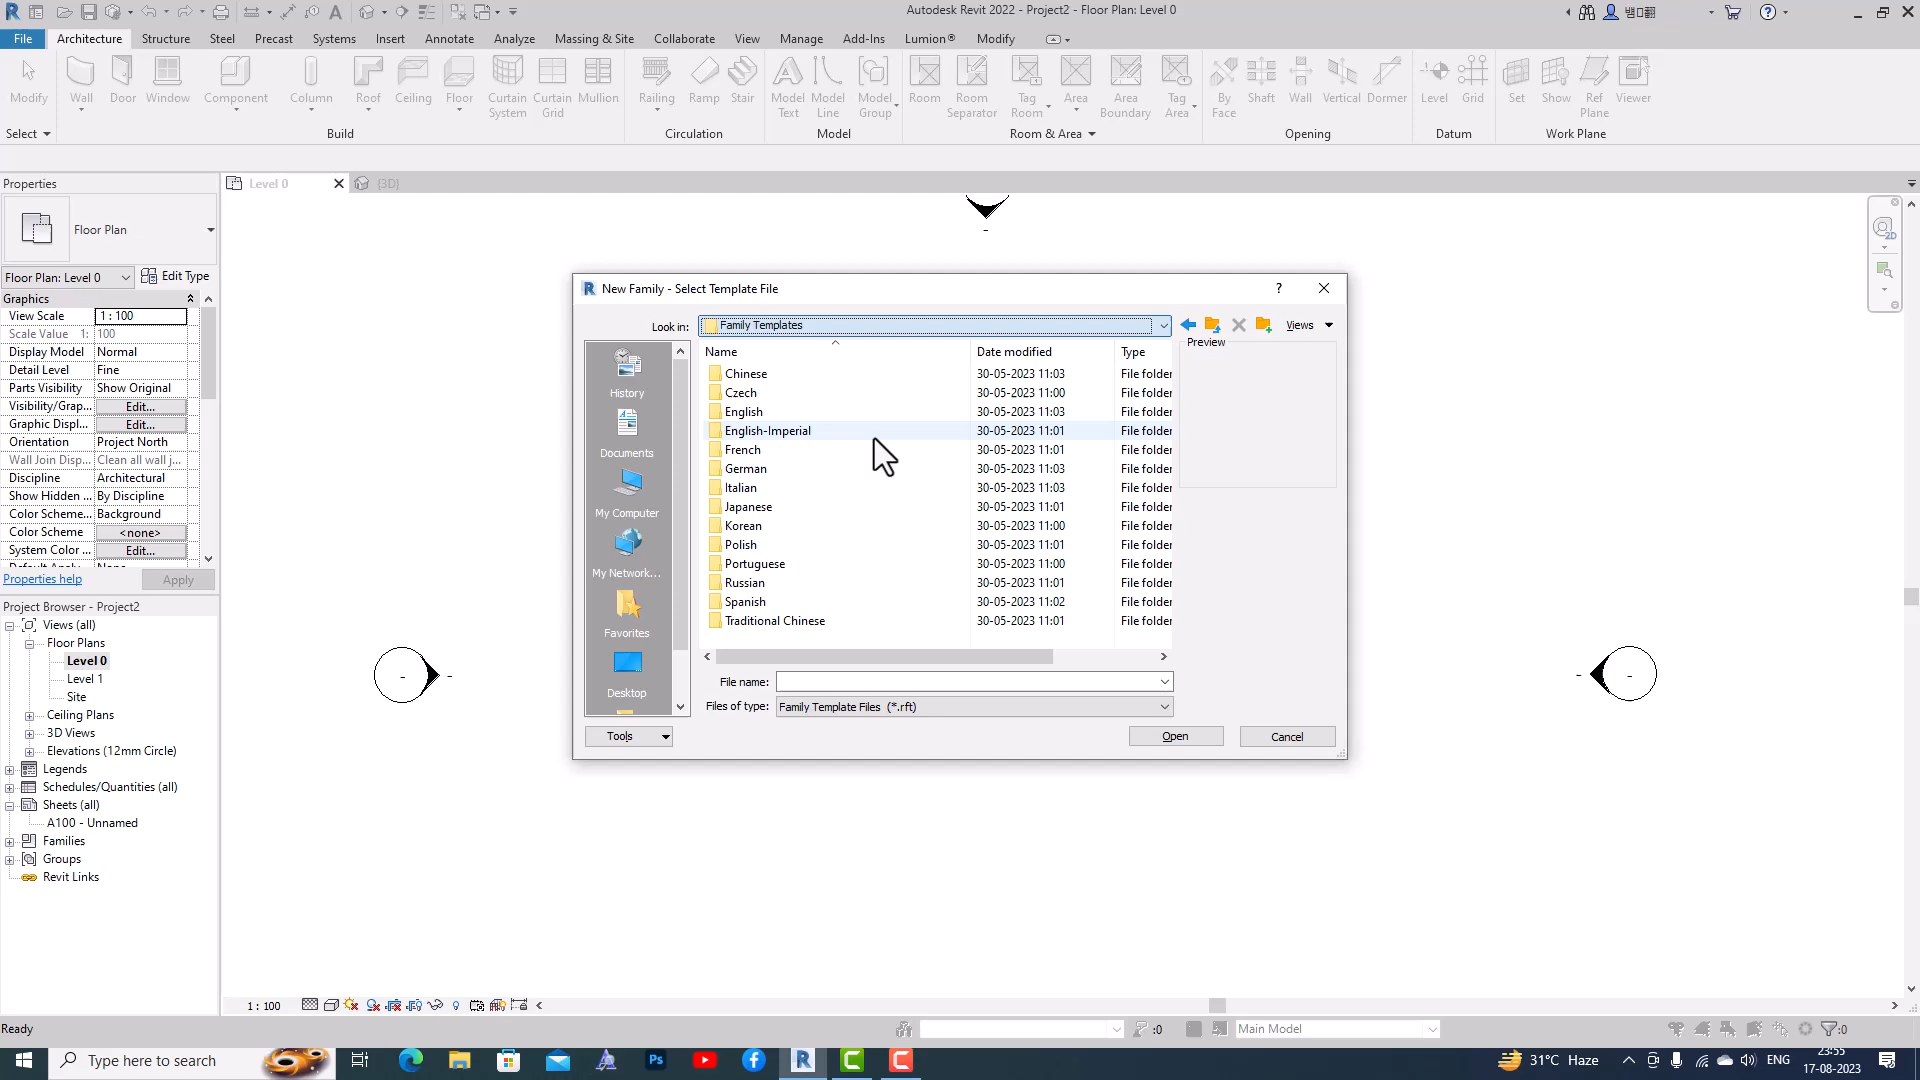 Autodesk Revit 2022 - Project2 - Floor Plan: Level 0
File Architecture Structure Steel Precast Systems Insert Annotate Analyze Massing & Site Collaborate View Manage Add-Ins Lumion® Modify
Modify Wall Door Window Component Column Roof Ceiling Floor Curtain System Curtain Grid Mullion Railing Ramp Stair Model Text Model Line Model Group Room Room Separator Tag Room Area Area Boundary Tag Area By Face Shaft Wall Vertical Dormer Level Grid Set Show Ref Plane Viewer
Select Build Circulation Model Room & Area Opening Datum Work Plane
Properties
Level 0 {3D}
Floor Plan
Floor Plan: Level 0 Edit Type
Graphics
View Scale 1 : 100
Scale Value 1: 100
Display Model Normal
Detail Level Fine
Parts Visibility Show Original
Visibility/Grap... Edit...
Graphic Displ... Edit...
Orientation Project North
Wall Join Disp... Clean all wall j...
Discipline Architectural
Show Hidden ... By Discipline
Color Scheme... Background
Color Scheme <none>
System Color ... Edit...
Properties help Apply
Project Browser - Project2
Views (all)
Floor Plans
Level 0
Level 1
Site
Ceiling Plans
3D Views
Elevations (12mm Circle)
Legends
Schedules/Quantities (all)
Sheets (all)
A100 - Unnamed
Families
Groups
Revit Links
New Family - Select Template File
?
Look in: Family Templates Views
History
Documents
My Computer
My Network...
Favorites
Desktop
Name Date modified Type
Chinese 30-05-2023 11:03 File folder
Czech 30-05-2023 11:00 File folder
English 30-05-2023 11:03 File folder
English-Imperial 30-05-2023 11:01 File folder
French 30-05-2023 11:01 File folder
German 30-05-2023 11:03 File folder
Italian 30-05-2023 11:03 File folder
Japanese 30-05-2023 11:01 File folder
Korean 30-05-2023 11:00 File folder
Polish 30-05-2023 11:01 File folder
Portuguese 30-05-2023 11:00 File folder
Russian 30-05-2023 11:01 File folder
Spanish 30-05-2023 11:02 File folder
Traditional Chinese 30-05-2023 11:01 File folder
Preview
File name:
Files of type: Family Template Files (*.rft)
Tools Open Cancel
2D
1 : 100
Ready :0 Main Model :0
Type here to search
Ps
31°C Haze ENG
23:55
17-08-2023